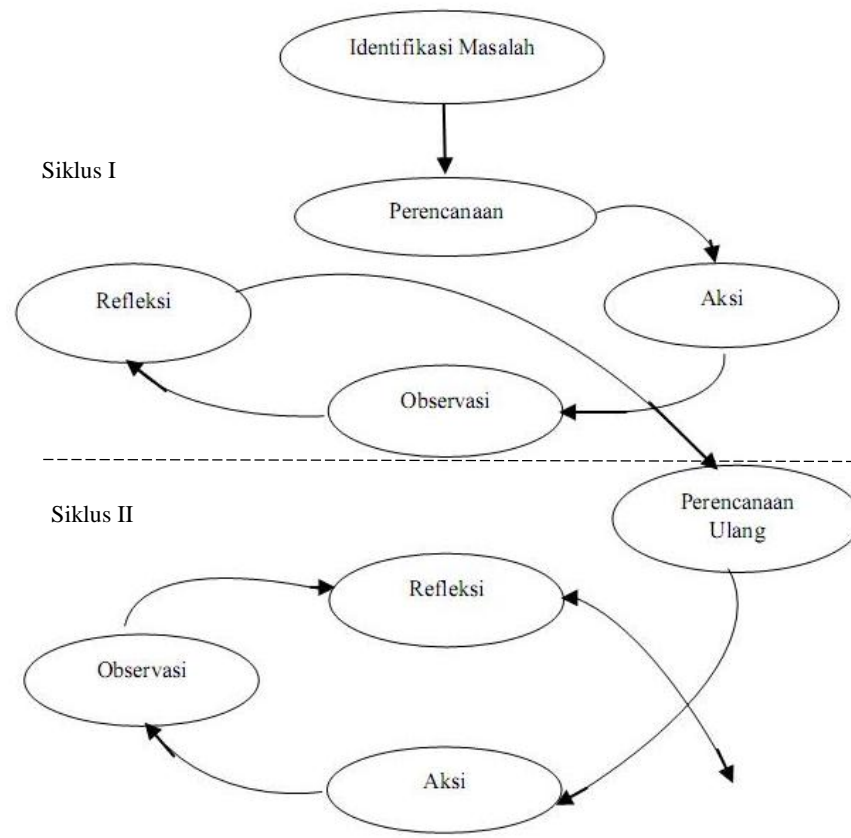 Identifikasi Masalah
Siklus I
Perencanaan
Refleksi
Aksi
Observasi
Siklus II
Perencanaan
Ulang
Refleksi
Observasi
Aksi